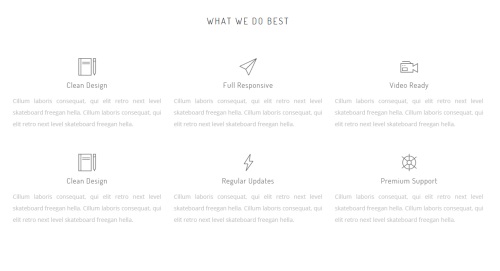 WHAT WE DO BEST
Clean Design
Cillum laboris consequat, qui elit retro next level
skateboard freegan hella. Cillum laboris consequat, qui
elit retro next level skateboard freegan hella.
Full Responsive
Cillum laboris consequat, qui elit retro next level
skateboard freegan hella. Cillum laboris consequat, qui
elit retro next level skateboard freegan hella.
Video Ready
Cillum laboris consequat, qui elit retro next level
skateboard freegan hella. Cillum laboris consequat, qui
elit retro next level skateboard freegan hella.
Clean Design
Cillum laboris consequat, qui elit retro next level
skateboard freegan hella. Cillum laboris consequat, qui
elit retro next level skateboard freegan hella.
Regular Updates
Cillum laboris consequat, qui elit retro next level
skateboard freegan hella. Cillum laboris consequat, qui
elit retro next level skateboard freegan hella.
Premium Support
Cillum laboris consequat, qui elit retro next level
skateboard freegan hella. Cillum laboris consequat, qui
elit retro next level skateboard freegan hella.